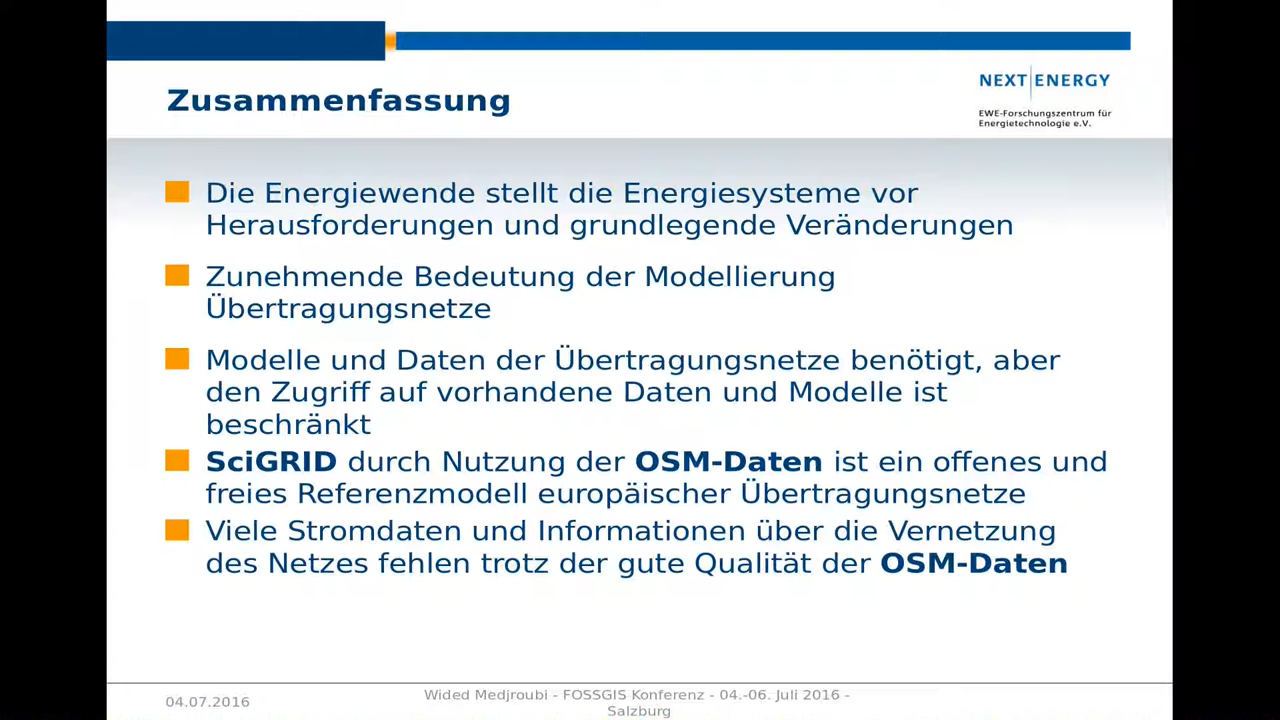 NEXT ENERGY
EWE-Forschungszentrum für
Energietechnologie e.V.
Zusammenfassung
Die Energiewende stellt die Energiesysteme vor
Herausforderungen und grundlegende Veränderungen
Zunehmende Bedeutung der Modellierung
Übertragungsnetze
Modelle und Daten der Übertragungsnetze benötigt, aber
den Zugriff auf vorhandene Daten und Modelle ist
beschränkt
SciGRID durch Nutzung der OSM-Daten ist ein offenes und
freies Referenzmodell europäischer Übertragungsnetze
Viele Stromdaten und Informationen über die Vernetzung
des Netzes fehlen trotz der gute Qualität der OSM-Daten
04.07.2016
Wided Medjroubi - FOSSGIS Konferenz - 04.-06. Juli 2016 -
Salzburg